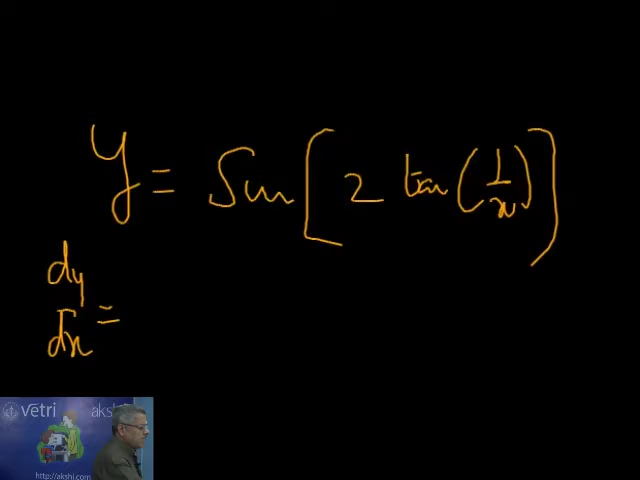 y = Sin [ 2 tan ( 1/x ) ]
dy/dx =
vetri akshi
http://akshi.com